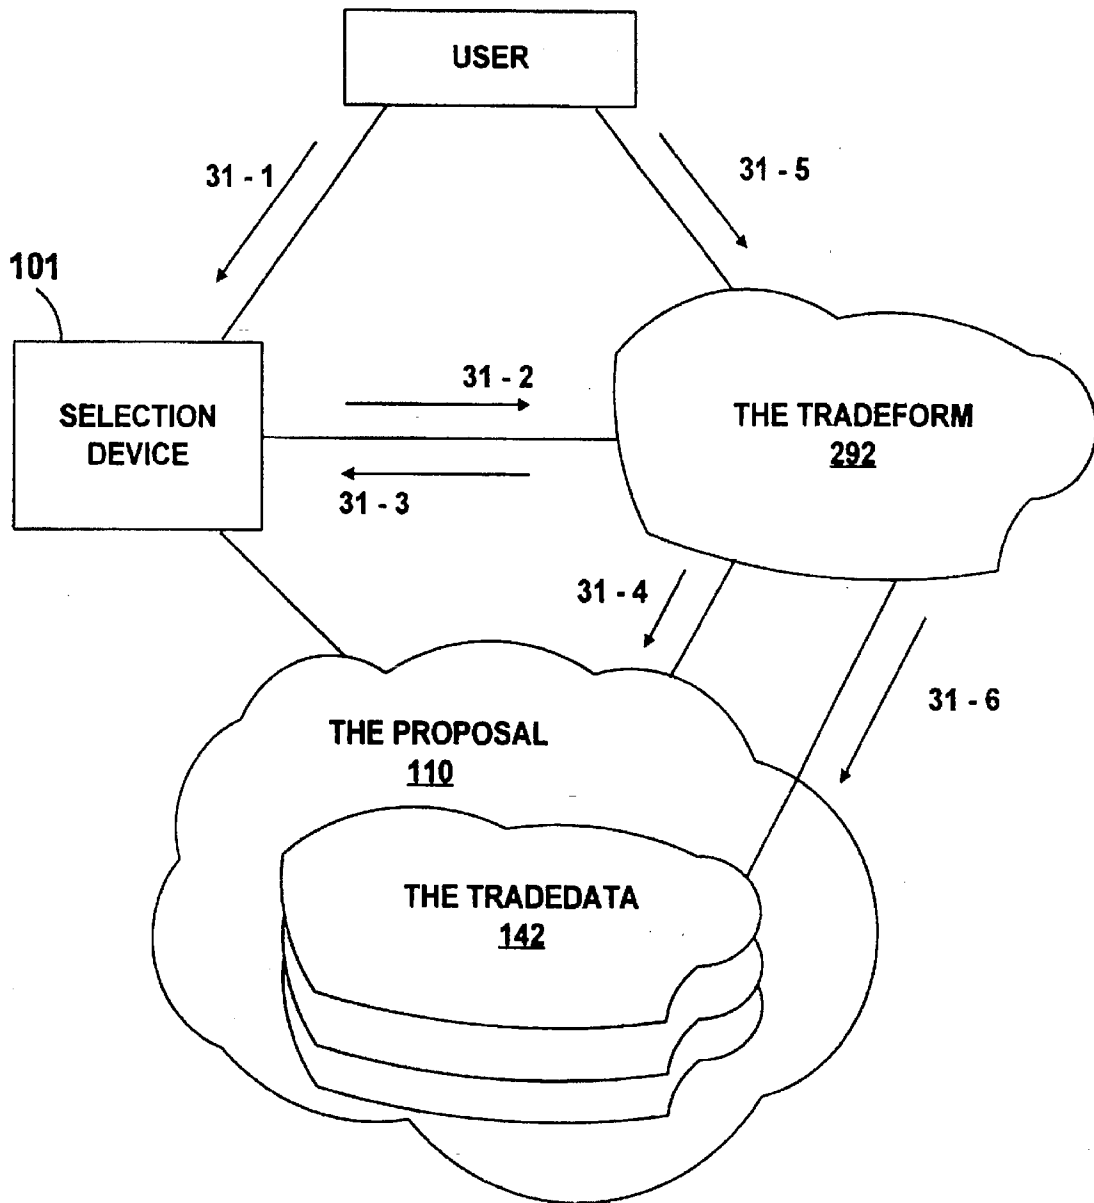 USER
31 - 1
31 - 5
101
SELECTION
DEVICE
31 - 2
31 - 3
THE TRADEFORM
292
31 - 4
31 - 6
THE PROPOSAL
110
THE TRADEDATA
142